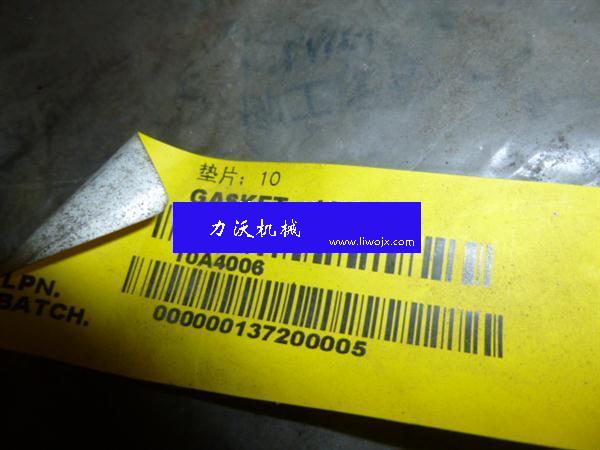 垫片: 10
GASKET
力沃机械
www.liwojx.com
10A4006
LPN.
BATCH.
000000137200005